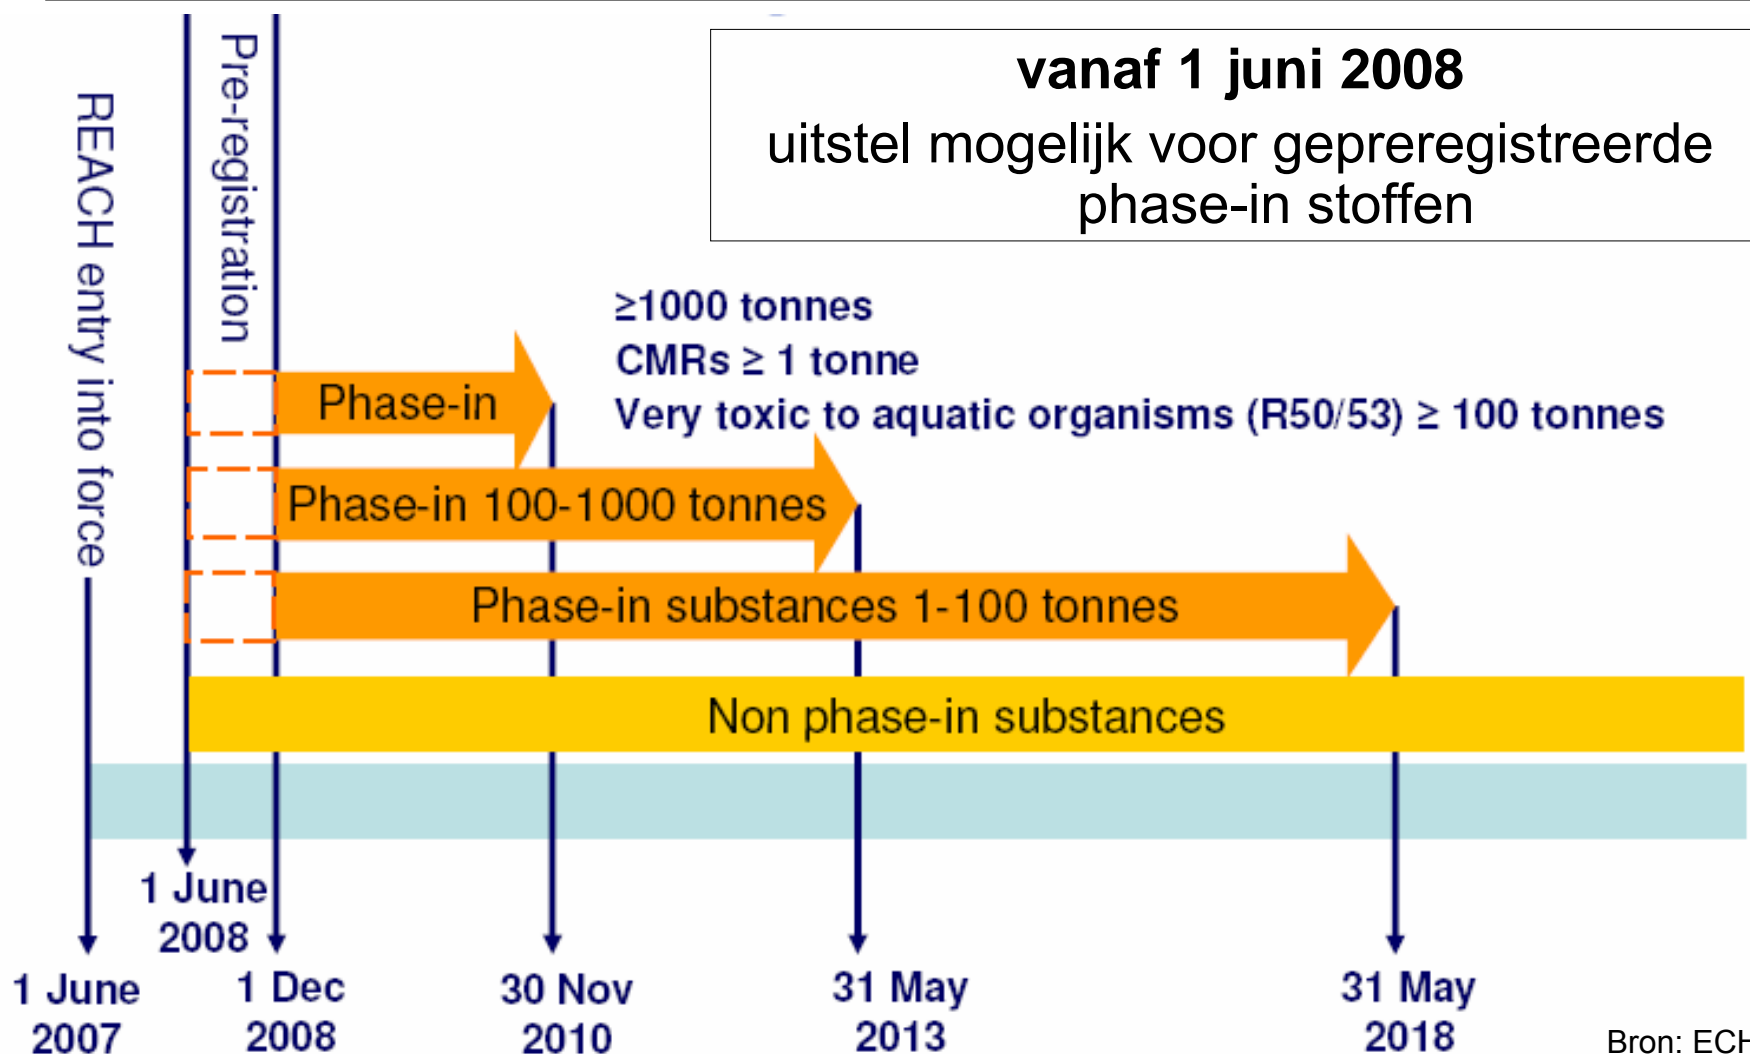 vanaf 1 juni 2008
uitstel mogelijk voor gepreregistreerde
phase-in stoffen
REACH entry into force
Pre-registration
≥1000 tonnes
CMRs ≥ 1 tonne
Very toxic to aquatic organisms (R50/53) ≥ 100 tonnes
Phase-in
Phase-in 100-1000 tonnes
Phase-in substances 1-100 tonnes
Non phase-in substances
1 June
2008
1 June
2007
1 Dec
2008
30 Nov
2010
31 May
2013
31 May
2018
Bron: